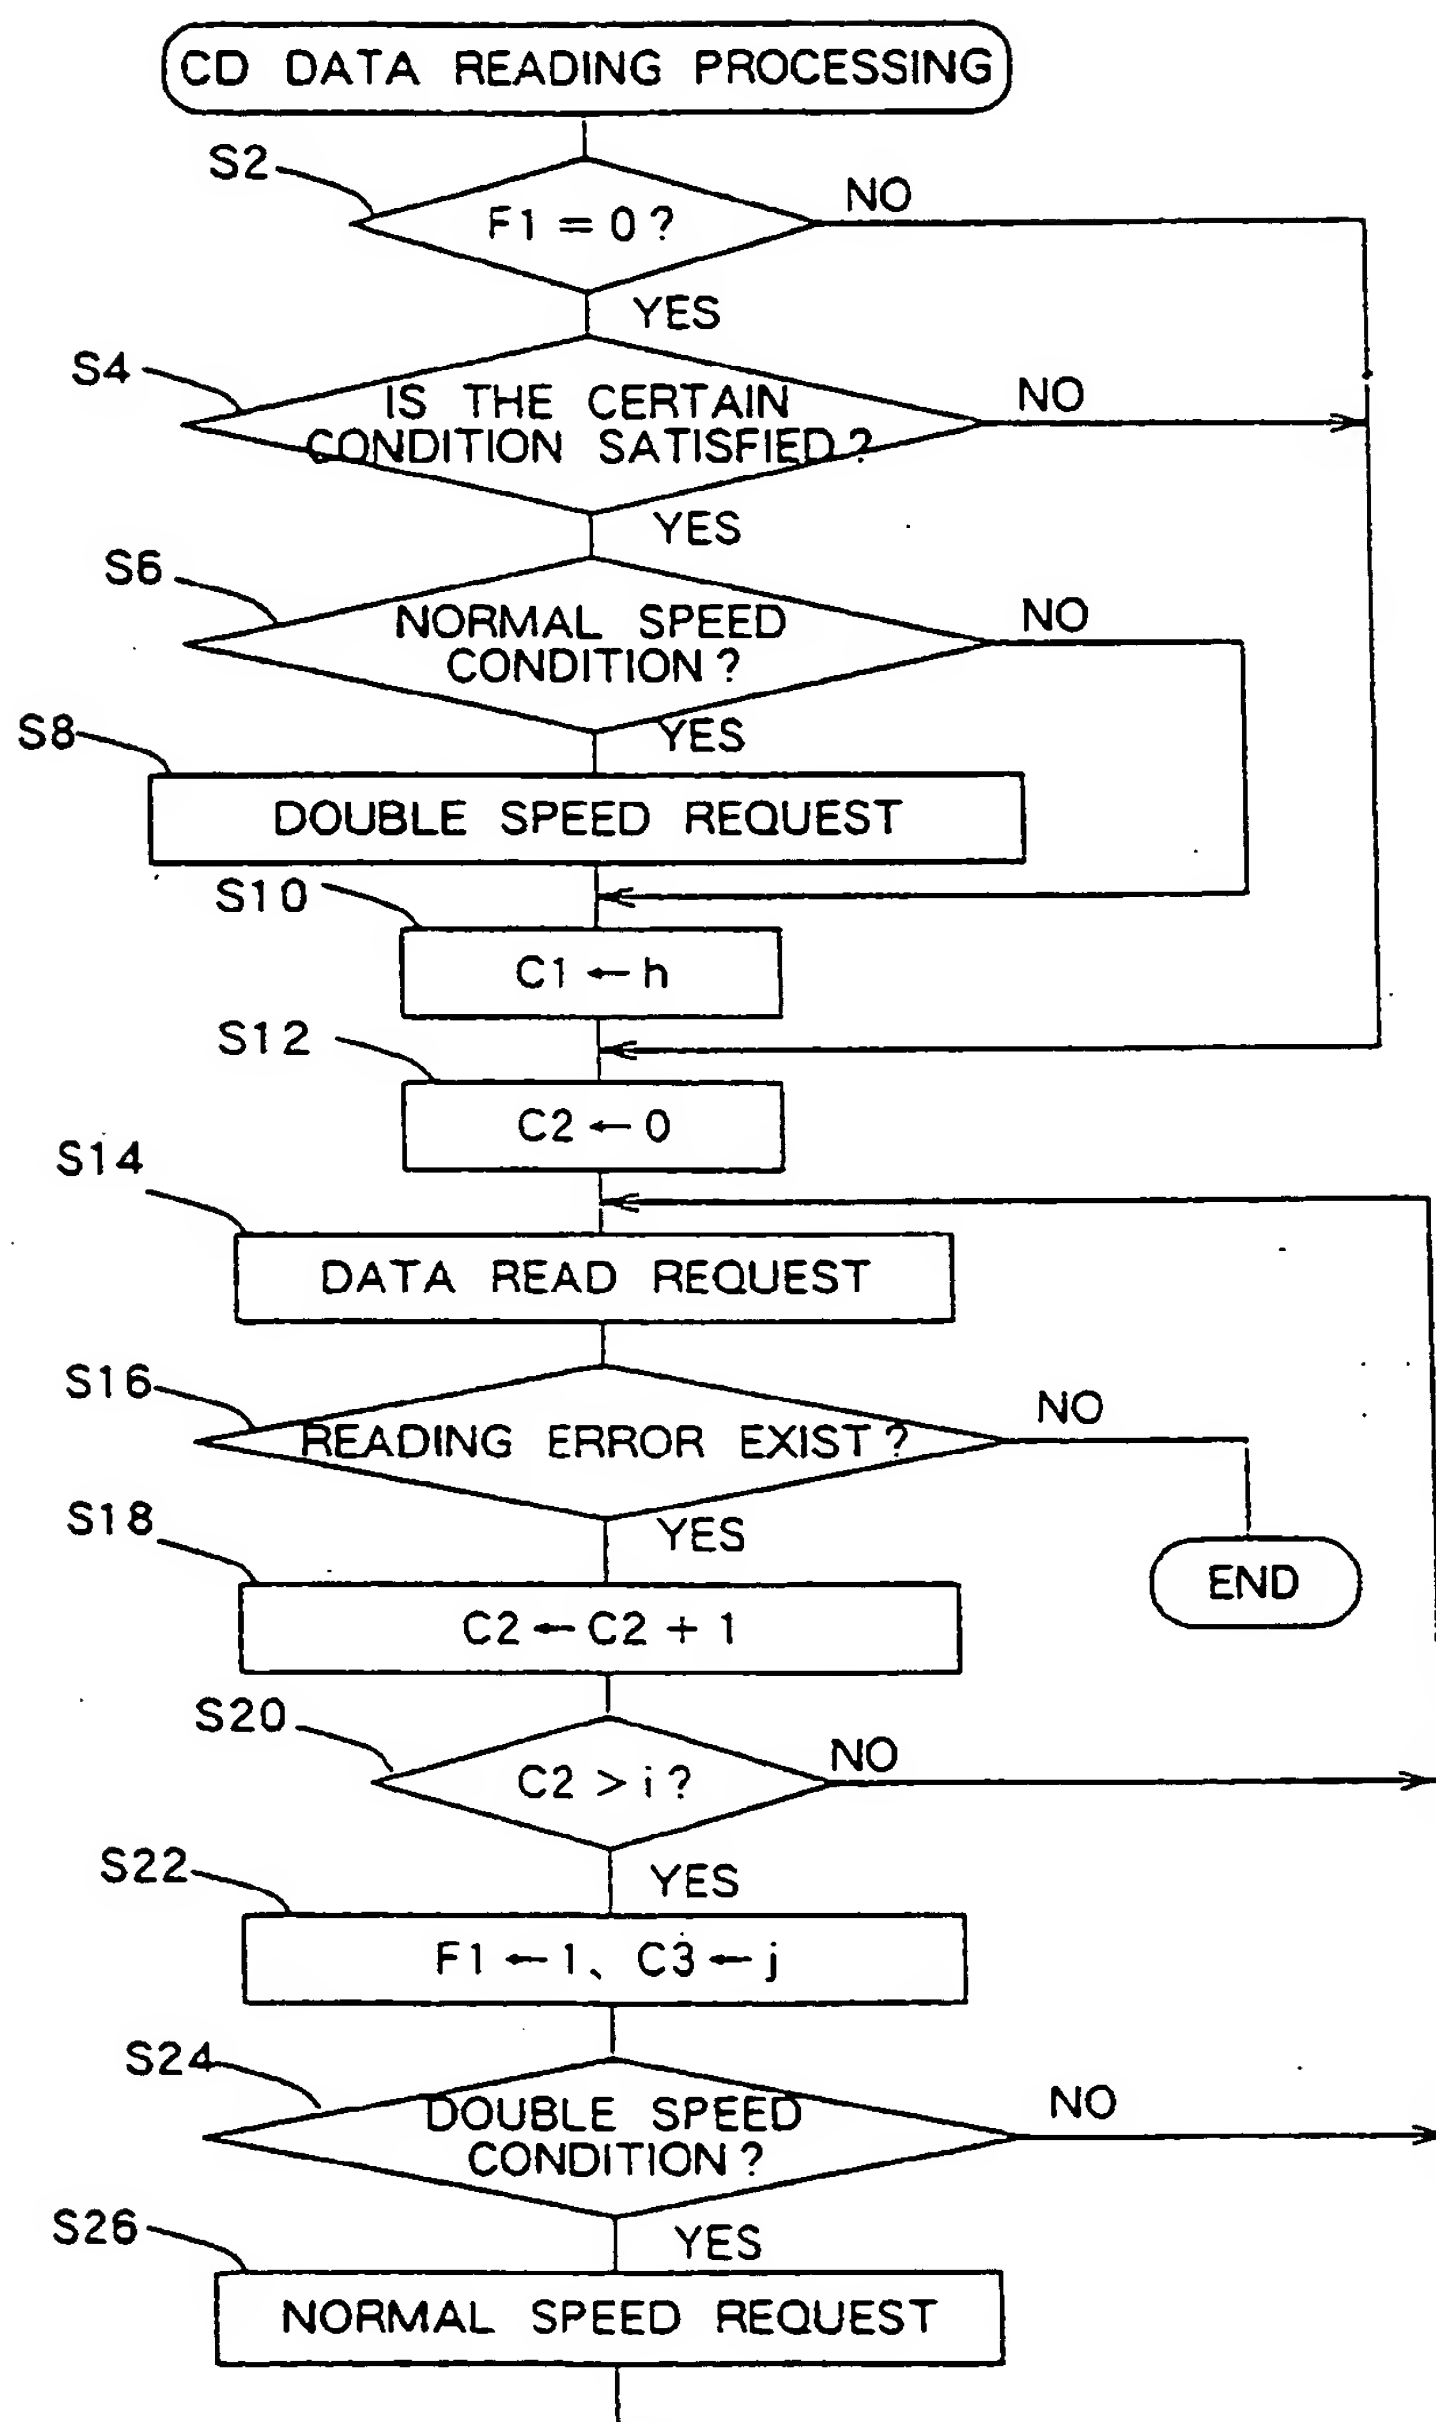 CD DATA READING PROCESSING
S2
F1 = 0 ?
NO
YES
S4
IS THE CERTAIN
CONDITION SATISFIED ?
NO
YES
S6
NORMAL SPEED
CONDITION ?
NO
YES
S8
DOUBLE SPEED REQUEST
S10
C1 ← h
S12
C2 ← 0
S14
DATA READ REQUEST
S16
READING ERROR EXIST ?
NO
YES
END
S18
C2 ← C2 + 1
S20
C2 > i ?
NO
YES
S22
F1 ← 1、 C3 ← j
S24
DOUBLE SPEED
CONDITION ?
NO
YES
S26
NORMAL SPEED REQUEST